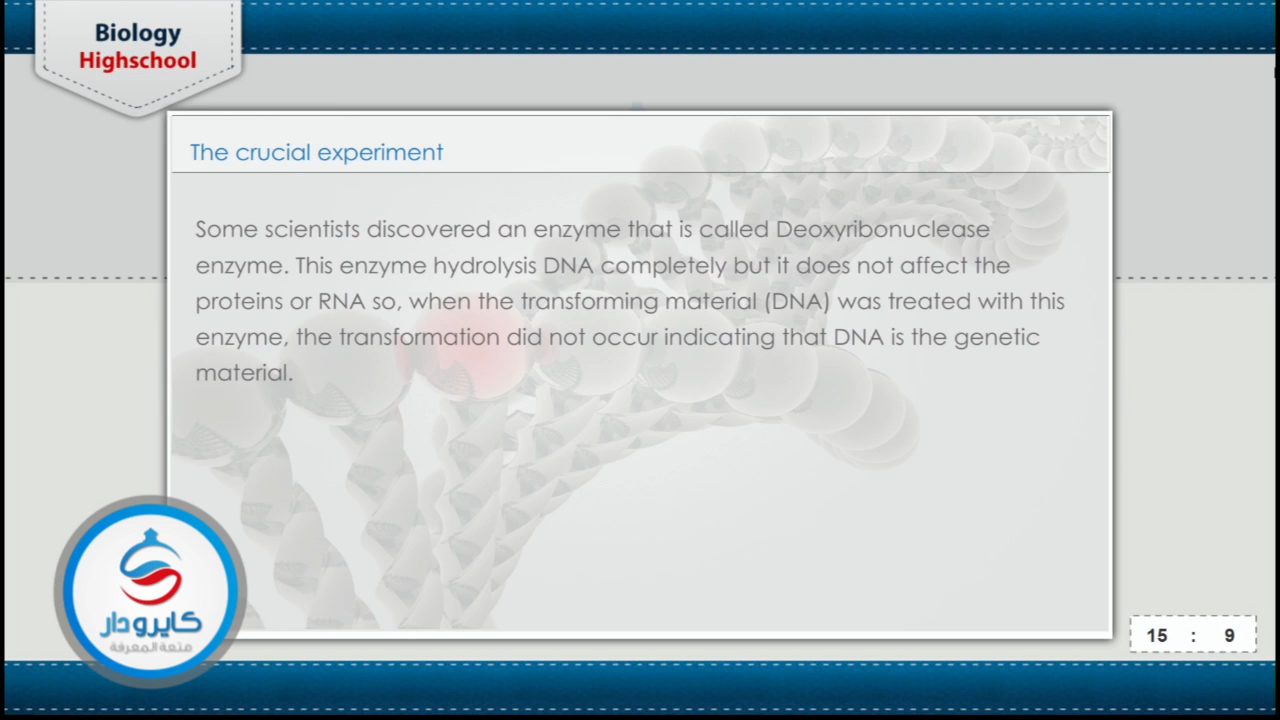 Biology
Highschool
The crucial experiment
Some scientists discovered an enzyme that is called Deoxyribonuclease
enzyme. This enzyme hydrolysis DNA completely but it does not affect the
proteins or RNA so, when the transforming material (DNA) was treated with this
enzyme, the transformation did not occur indicating that DNA is the genetic
material.
كايرودار
متعة المعرفة
15 : 9